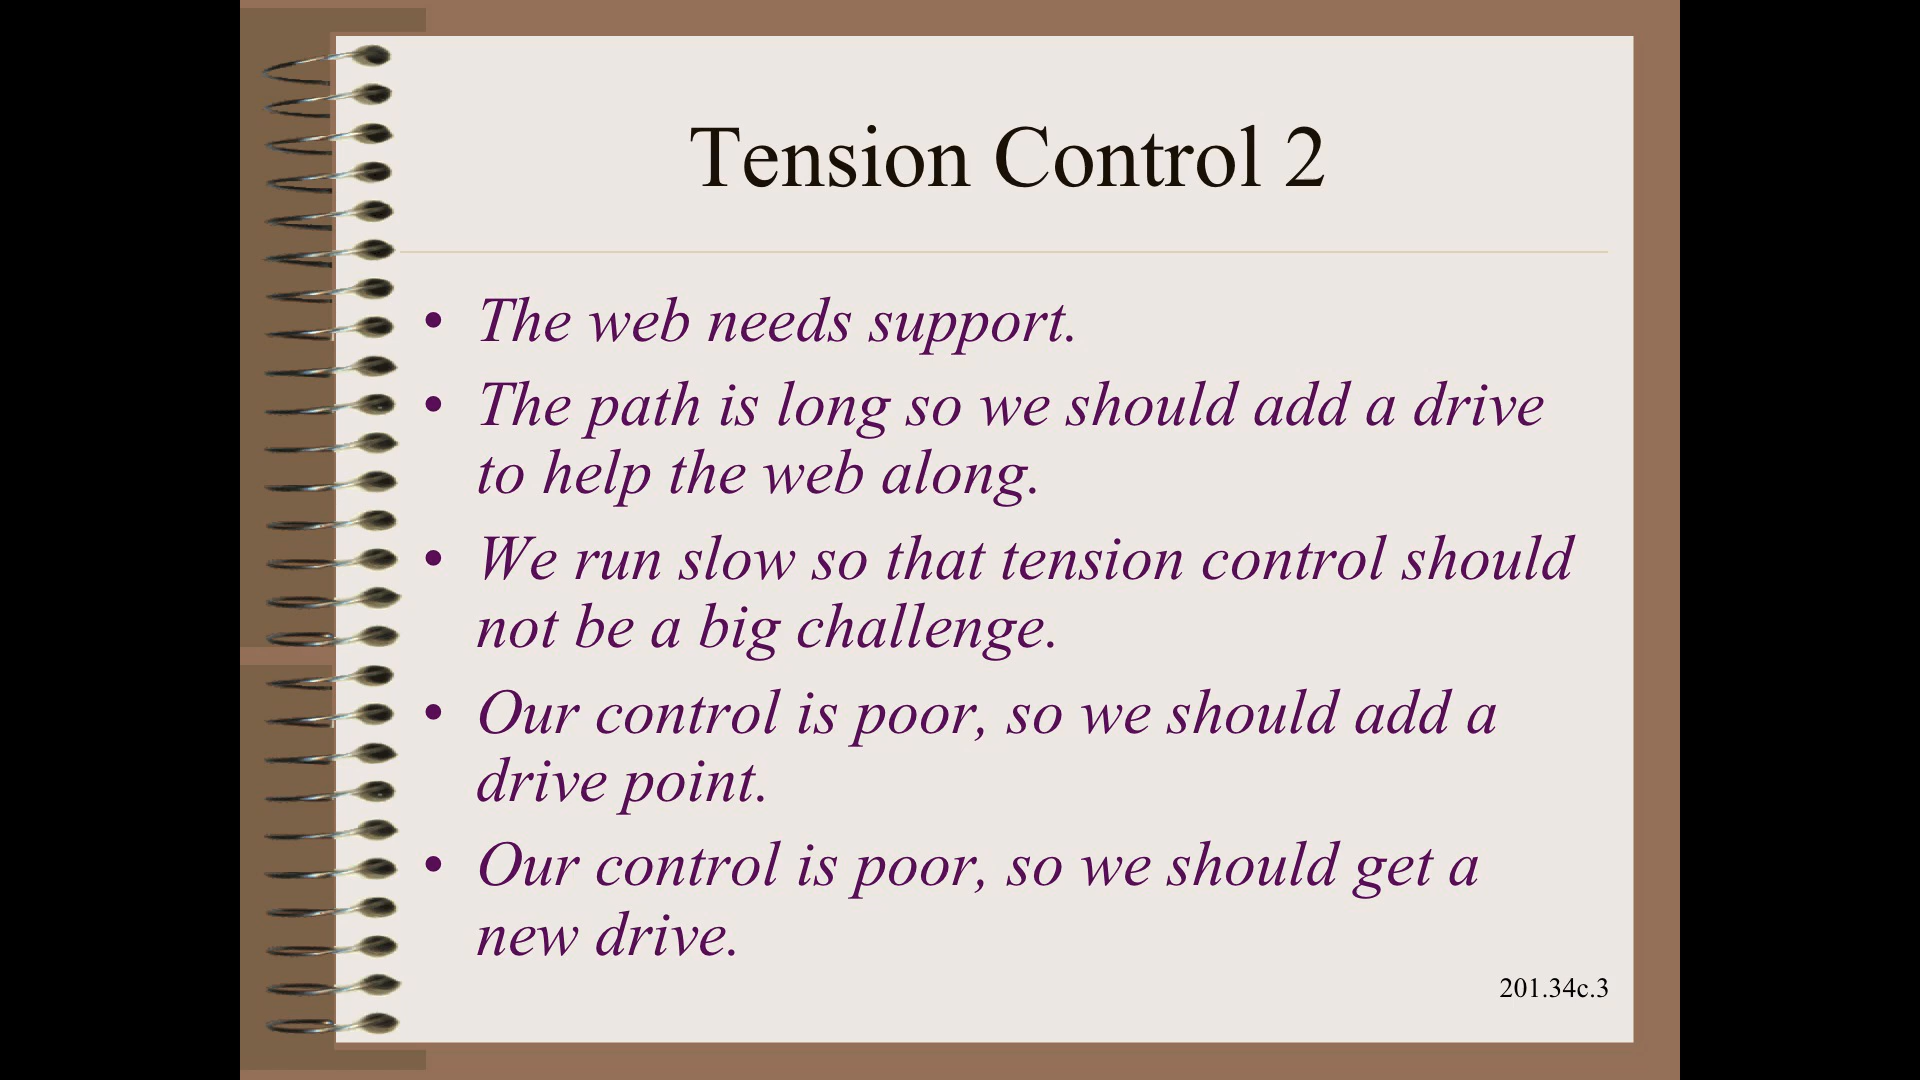 Tension Control 2
• The web needs support.
• The path is long so we should add a drive
to help the web along.
• We run slow so that tension control should
not be a big challenge.
• Our control is poor, so we should add a
drive point.
• Our control is poor, so we should get a
new drive.
201.34c.3